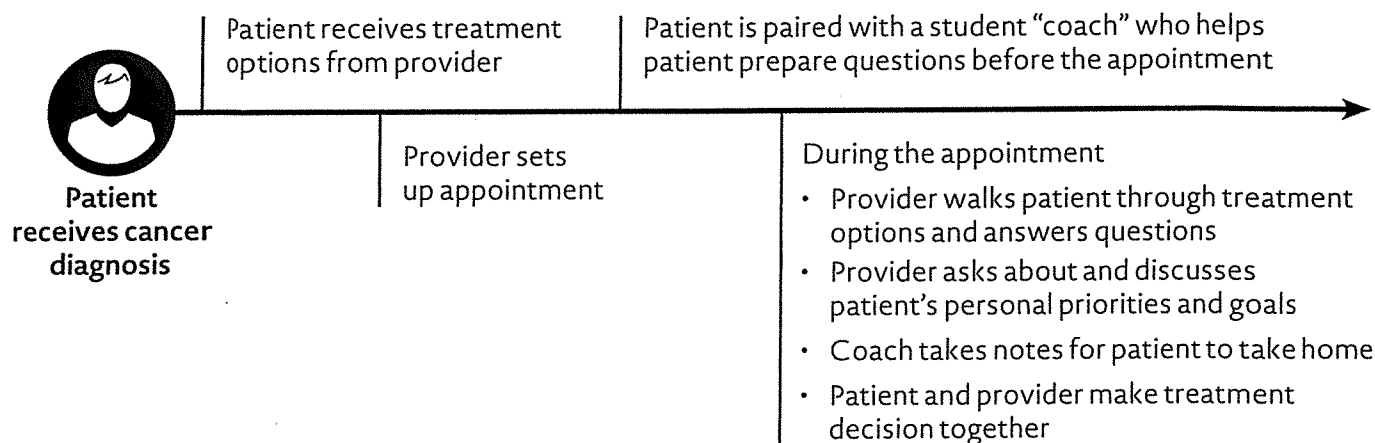 Patient receives treatment
options from provider
Patient is paired with a student “coach” who helps
patient prepare questions before the appointment
Patient
receives cancer
diagnosis
Provider sets
up appointment
During the appointment
• Provider walks patient through treatment
options and answers questions
• Provider asks about and discusses
patient’s personal priorities and goals
• Coach takes notes for patient to take home
• Patient and provider make treatment
decision together